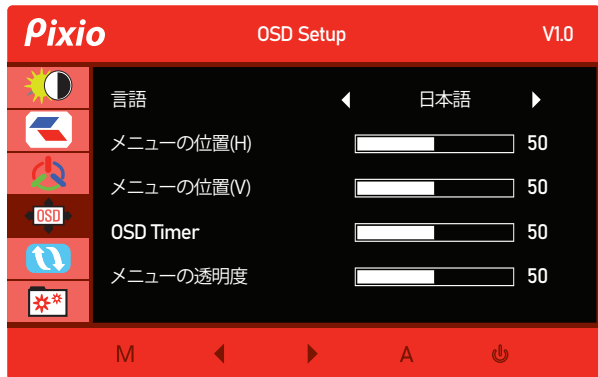 Pixio OSD Setup V1.0
言語 日本語
メニューの位置(H) 50
メニューの位置(V) 50
OSD
OSD Timer 50
メニューの透明度 50
M A